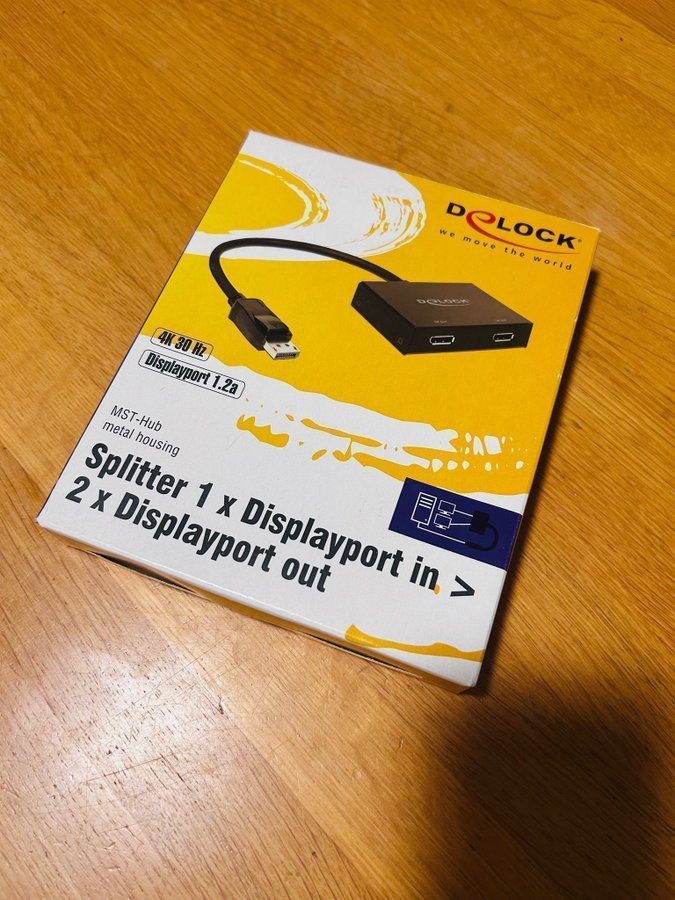 DeLOCK®
we move the world
DeLOCK
4K 30 Hz
Displayport 1.2a
MST-Hub
metal housing
Splitter 1 x Displayport in >
2 x Displayport out